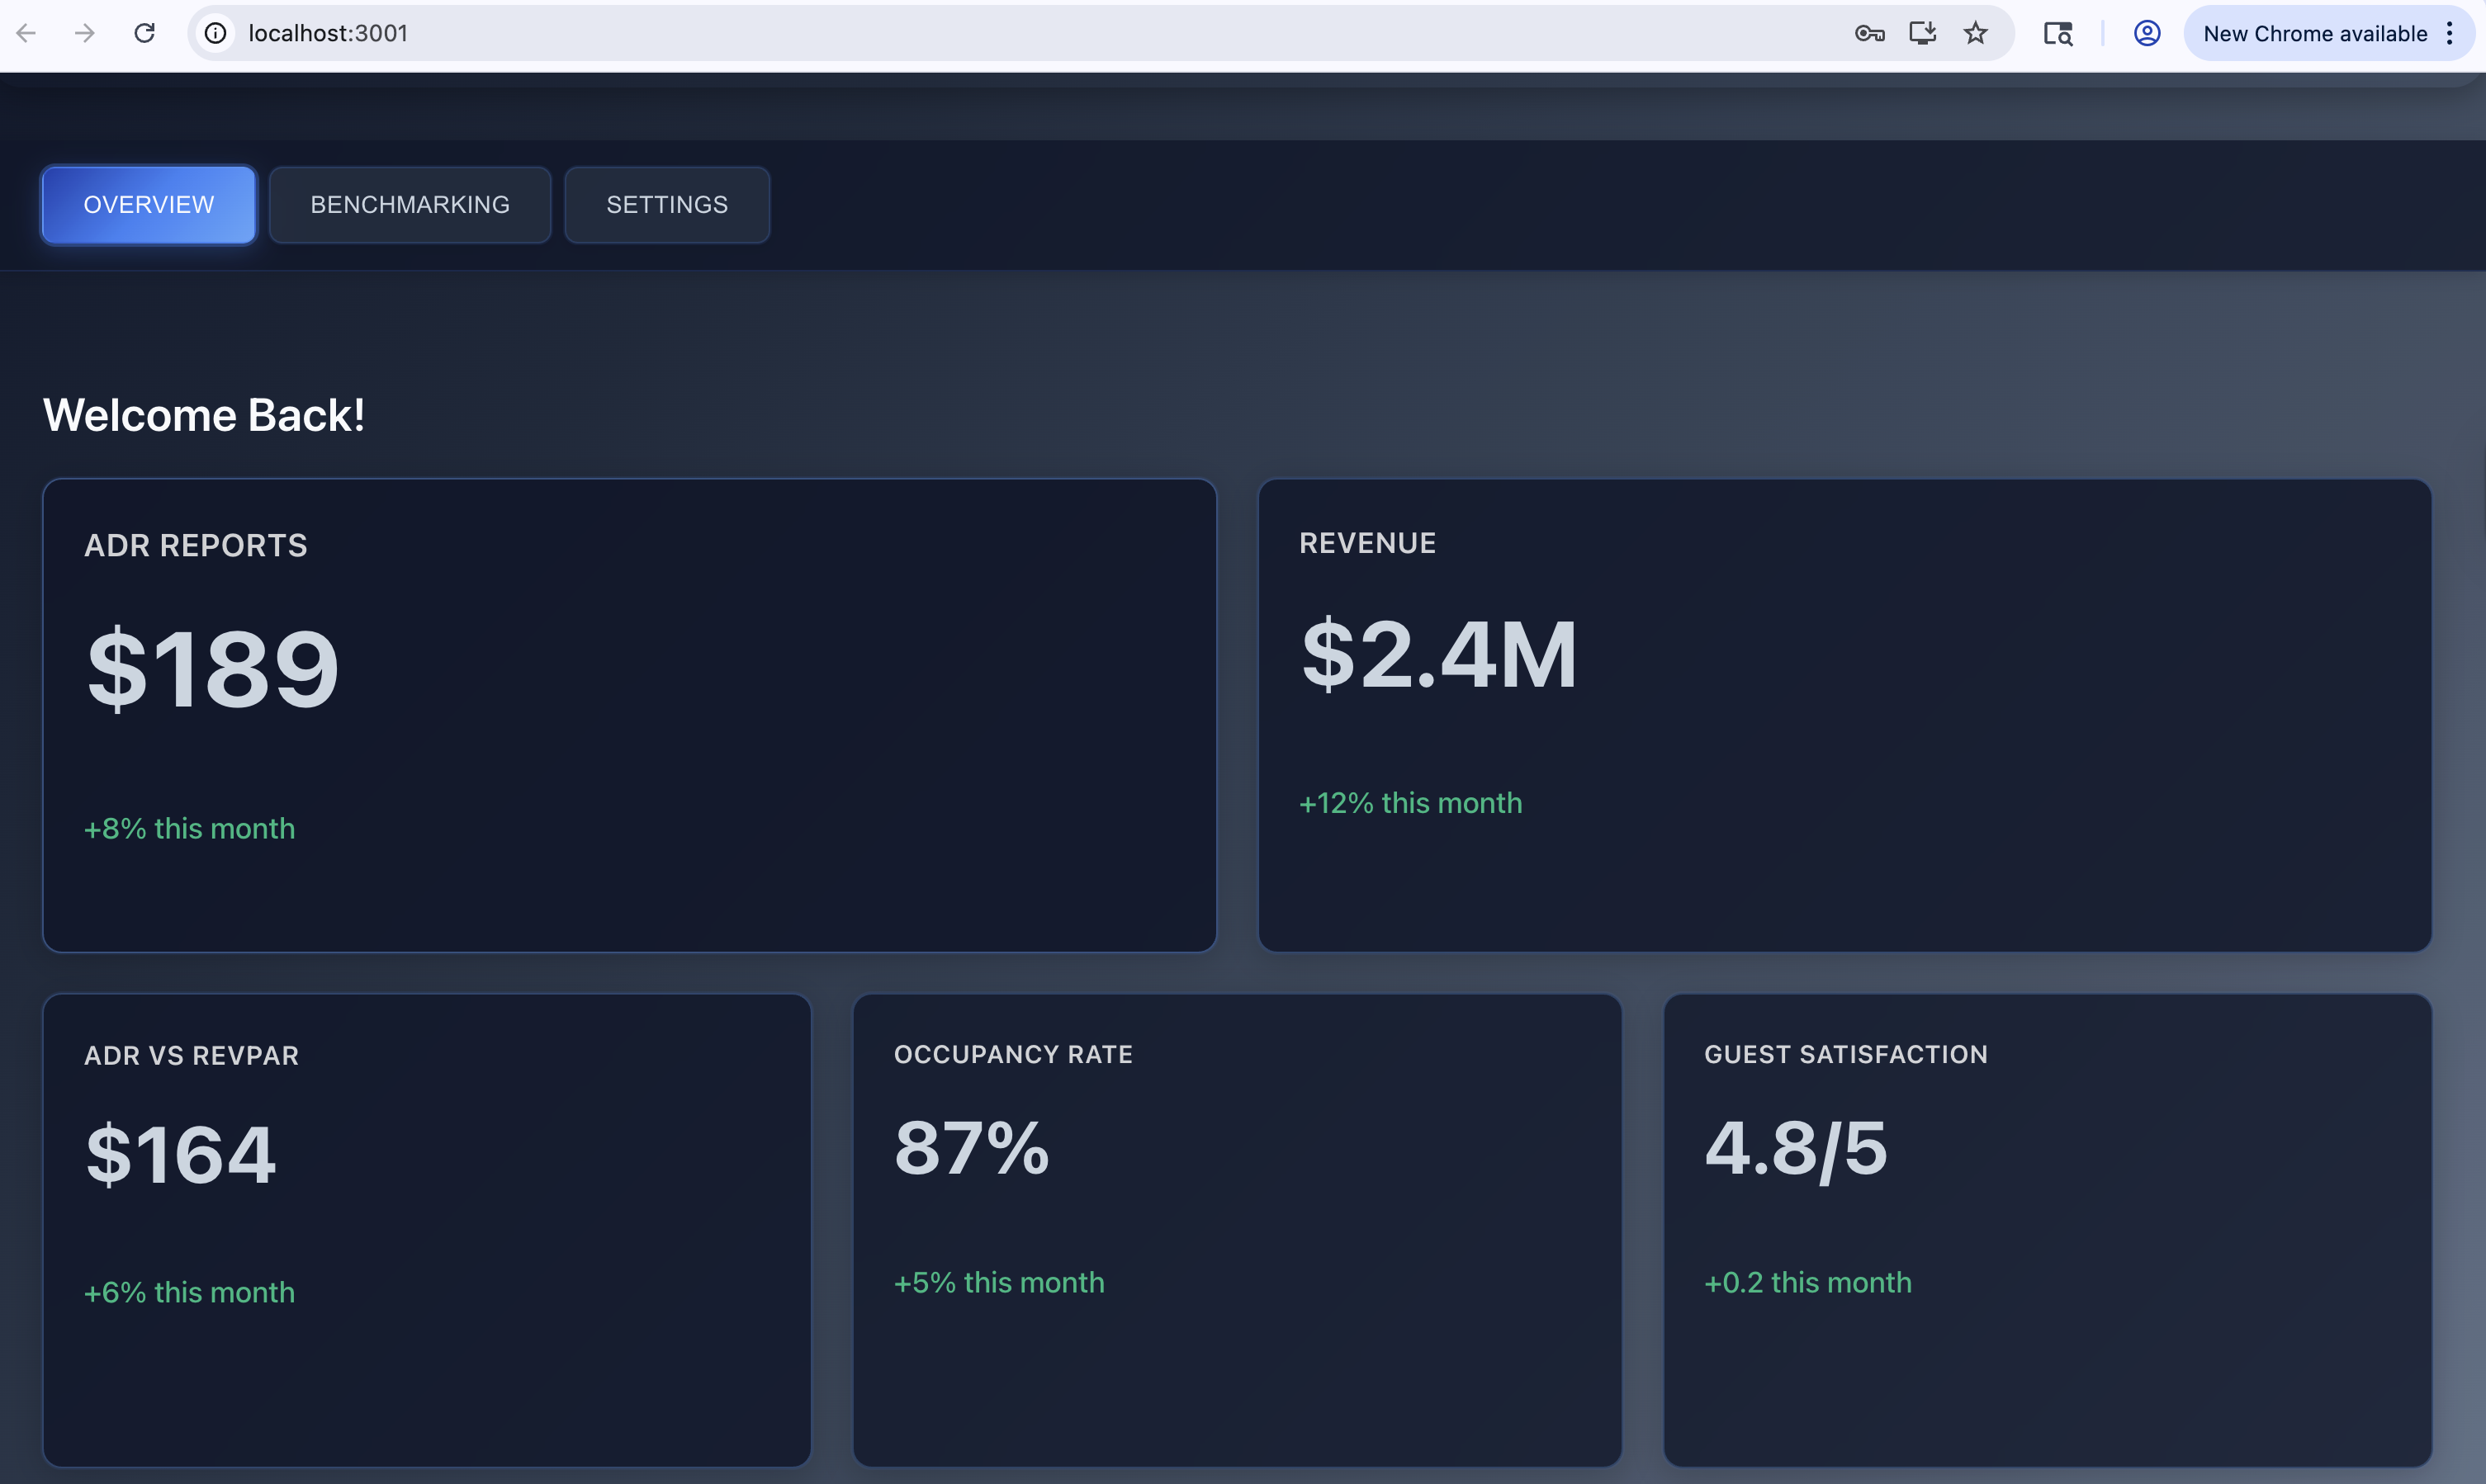 localhost:3001
New Chrome available
OVERVIEW
BENCHMARKING
SETTINGS
Welcome Back!
ADR REPORTS
$189
+8% this month
REVENUE
$2.4M
+12% this month
ADR VS REVPAR
$164
+6% this month
OCCUPANCY RATE
87%
+5% this month
GUEST SATISFACTION
4.8/5
+0.2 this month